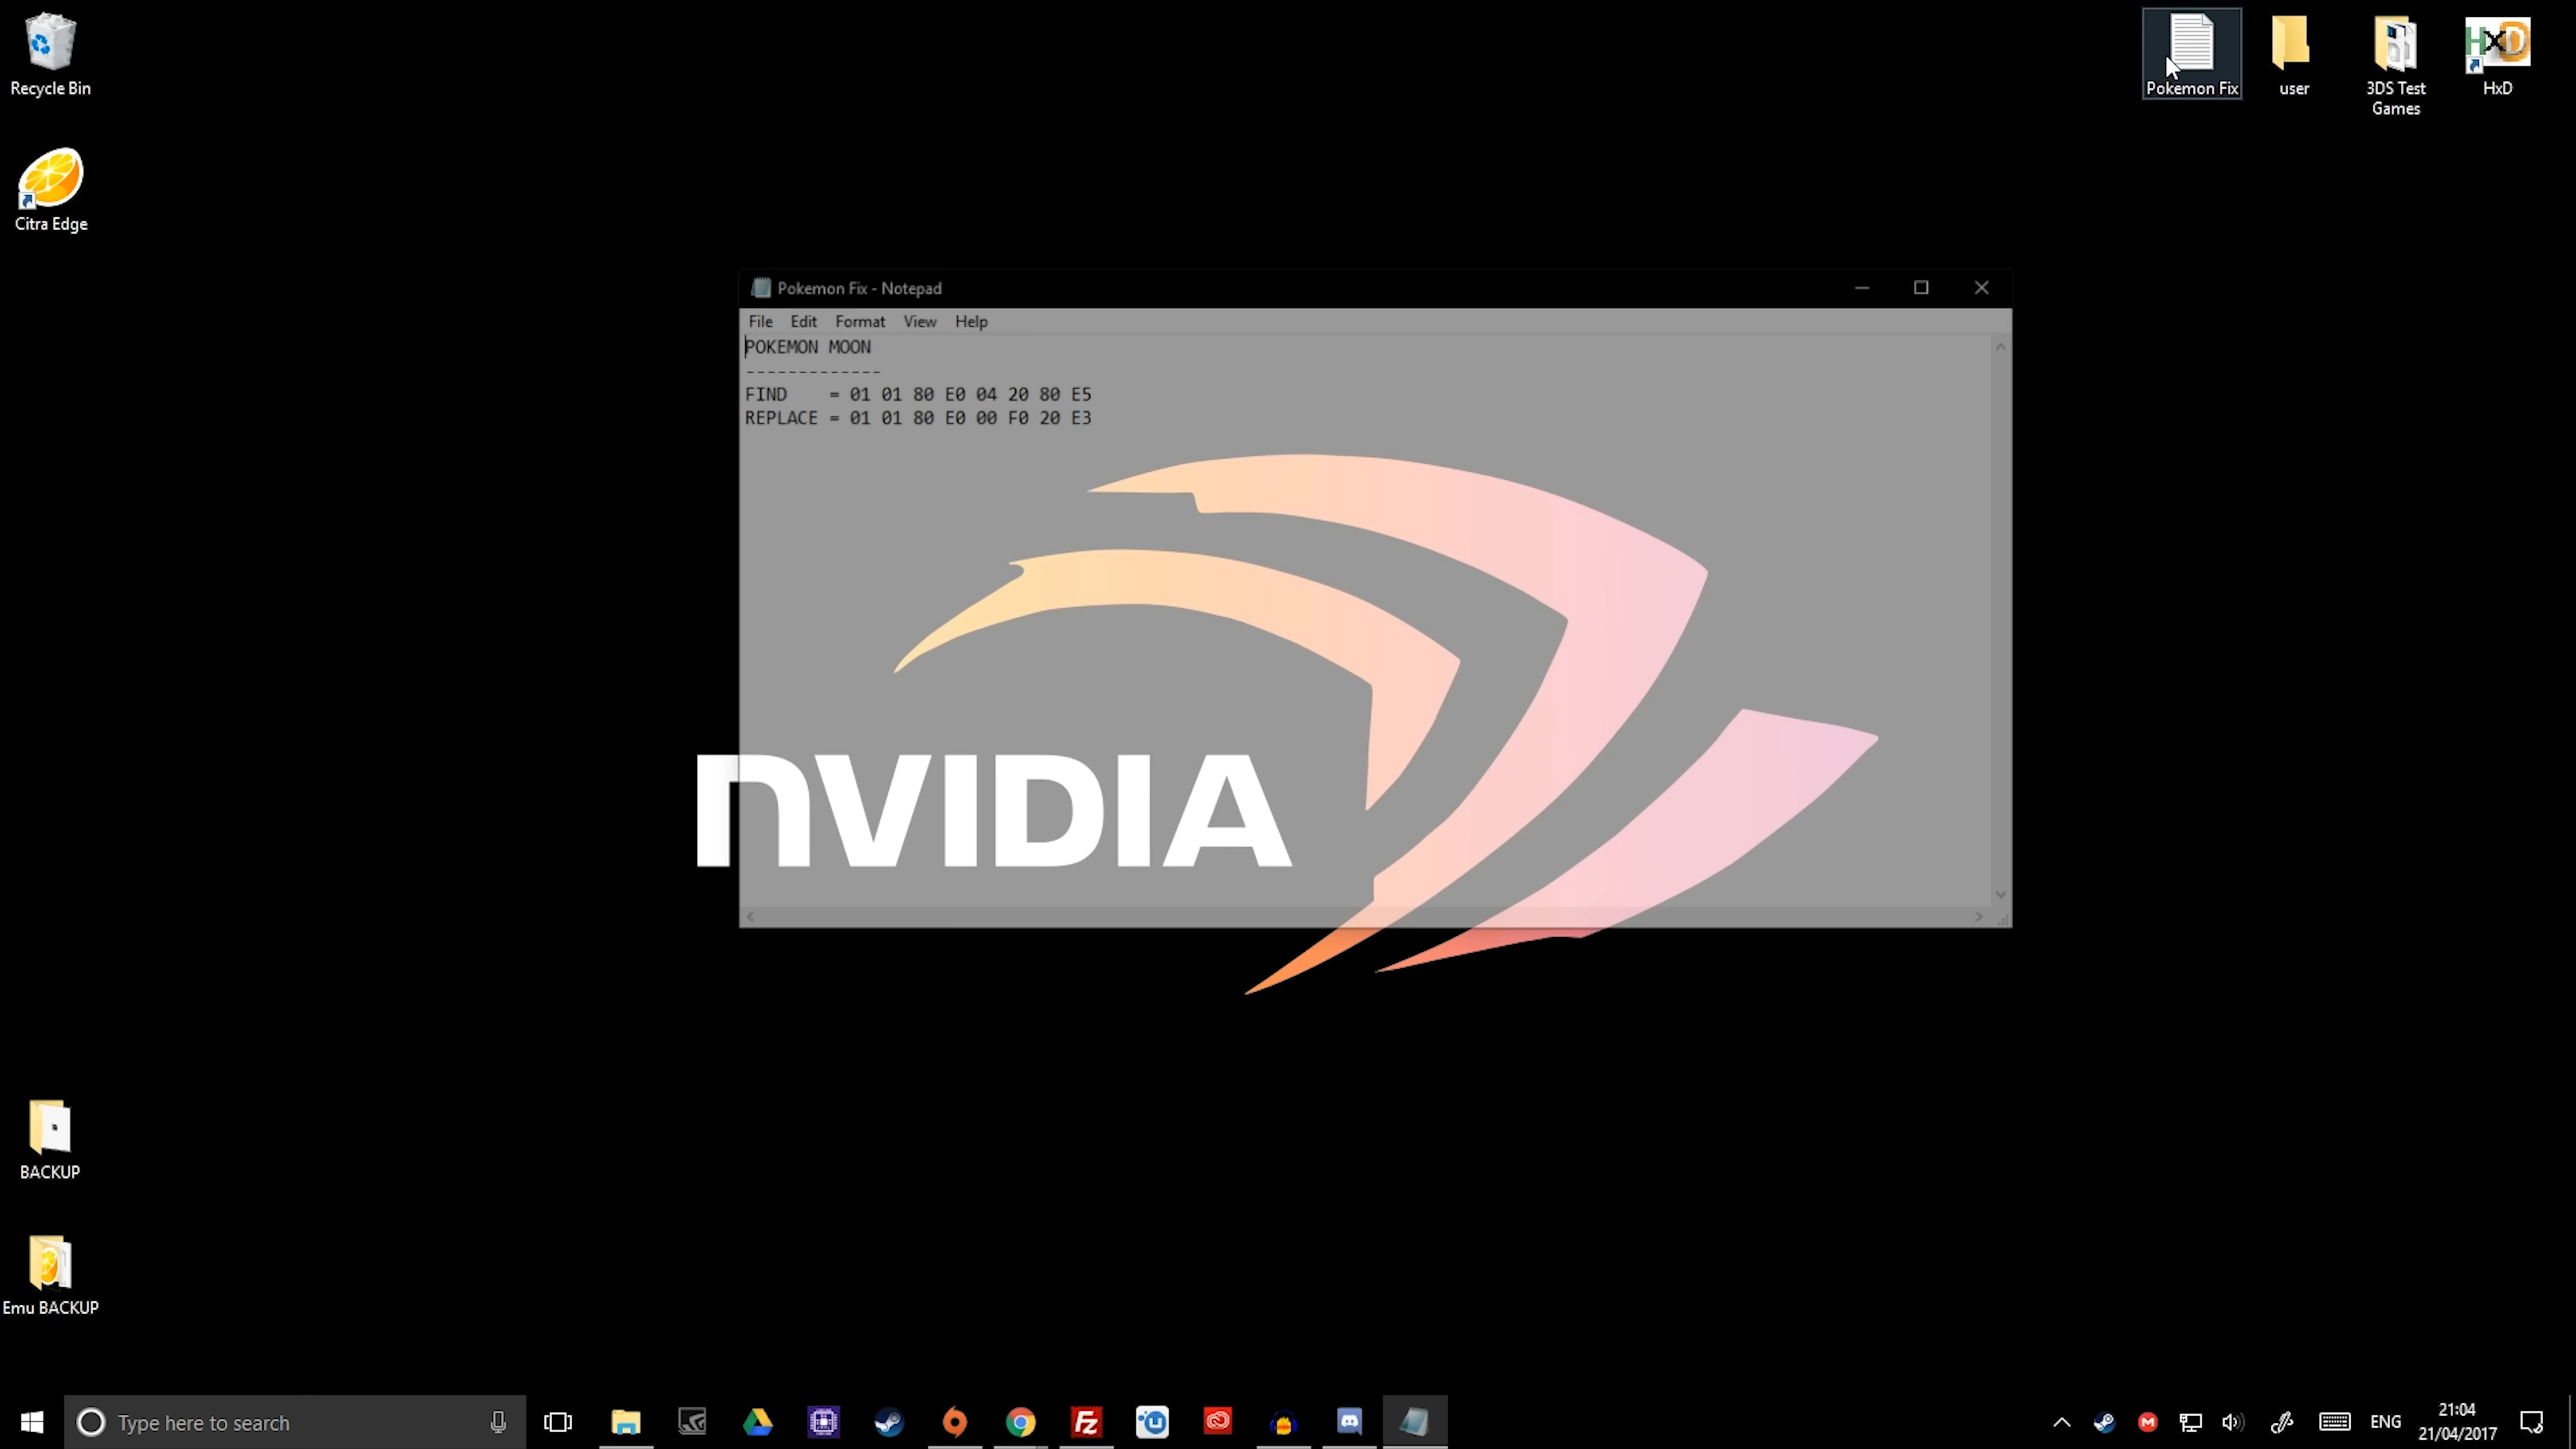 Recycle Bin
Citra Edge
Pokemon Fix
user
3DS Test
Games
HxD
HxD
Pokemon Fix - Notepad
File Edit Format View Help
POKEMON MOON
-------------
FIND    = 01 01 80 E0 04 20 80 E5
REPLACE = 01 01 80 E0 00 F0 20 E3
nVIDIA
BACKUP
Emu BACKUP
Type here to search
Fz
M
ENG
21:04
21/04/2017